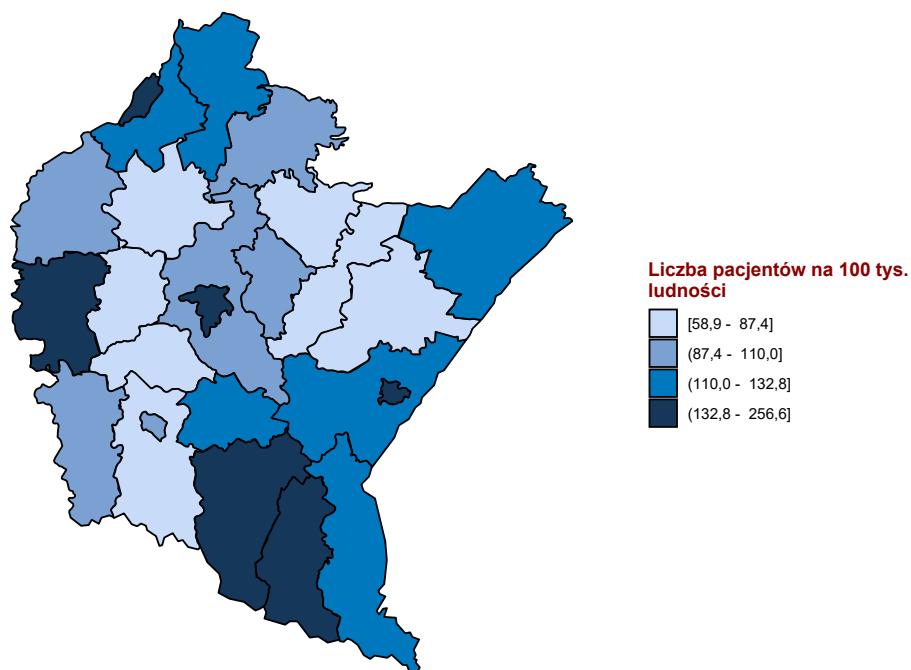 Liczba pacjentów na 100 tys.
ludności
[58,9 - 87,4]
(87,4 - 110,0]
(110,0 - 132,8]
(132,8 - 256,6]